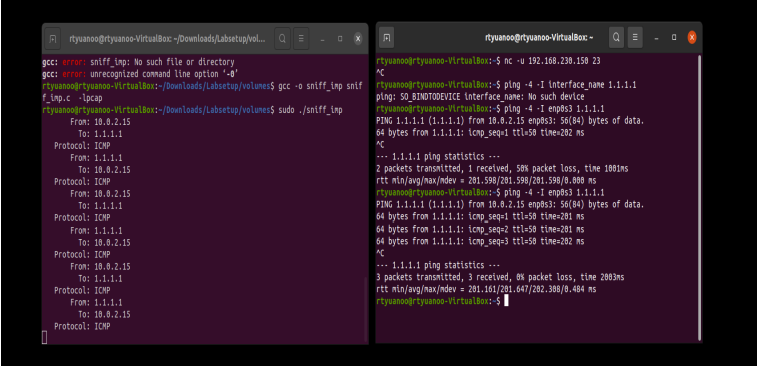 rtyuanoo@rtyuanoo-VirtualBox: ~/Downloads/Labsetup/vol...
gcc: error: sniff_imp: No such file or directory
gcc: error: unrecognized command line option '-0'
rtyuanoo@rtyuanoo-VirtualBox:~/Downloads/Labsetup/volumes$ gcc -o sniff_imp snif
f_imp.c -lpcap
rtyuanoo@rtyuanoo-VirtualBox:~/Downloads/Labsetup/volumes$ sudo ./sniff_imp
From: 10.0.2.15
To: 1.1.1.1
Protocol: ICMP
From: 1.1.1.1
To: 10.0.2.15
Protocol: ICMP
From: 10.0.2.15
To: 1.1.1.1
Protocol: ICMP
From: 1.1.1.1
To: 10.0.2.15
Protocol: ICMP
From: 10.0.2.15
To: 1.1.1.1
Protocol: ICMP
From: 1.1.1.1
To: 10.0.2.15
Protocol: ICMP
rtyuanoo@rtyuanoo-VirtualBox: ~
rtyuanoo@rtyuanoo-VirtualBox:~$ nc -u 192.168.230.150 23
^C
rtyuanoo@rtyuanoo-VirtualBox:~$ ping -4 -I interface_name 1.1.1.1
ping: SO_BINDTODEVICE interface_name: No such device
rtyuanoo@rtyuanoo-VirtualBox:~$ ping -4 -I enp0s3 1.1.1.1
PING 1.1.1.1 (1.1.1.1) from 10.0.2.15 enp0s3: 56(84) bytes of data.
64 bytes from 1.1.1.1: icmp_seq=1 ttl=50 time=202 ms
^C
--- 1.1.1.1 ping statistics ---
2 packets transmitted, 1 received, 50% packet loss, time 1001ms
rtt min/avg/max/mdev = 201.598/201.598/201.598/0.000 ms
rtyuanoo@rtyuanoo-VirtualBox:~$ ping -4 -I enp0s3 1.1.1.1
PING 1.1.1.1 (1.1.1.1) from 10.0.2.15 enp0s3: 56(84) bytes of data.
64 bytes from 1.1.1.1: icmp_seq=1 ttl=50 time=201 ms
64 bytes from 1.1.1.1: icmp_seq=2 ttl=50 time=201 ms
64 bytes from 1.1.1.1: icmp_seq=3 ttl=50 time=202 ms
^C
--- 1.1.1.1 ping statistics ---
3 packets transmitted, 3 received, 0% packet loss, time 2003ms
rtt min/avg/max/mdev = 201.161/201.647/202.308/0.484 ms
rtyuanoo@rtyuanoo-VirtualBox:~$